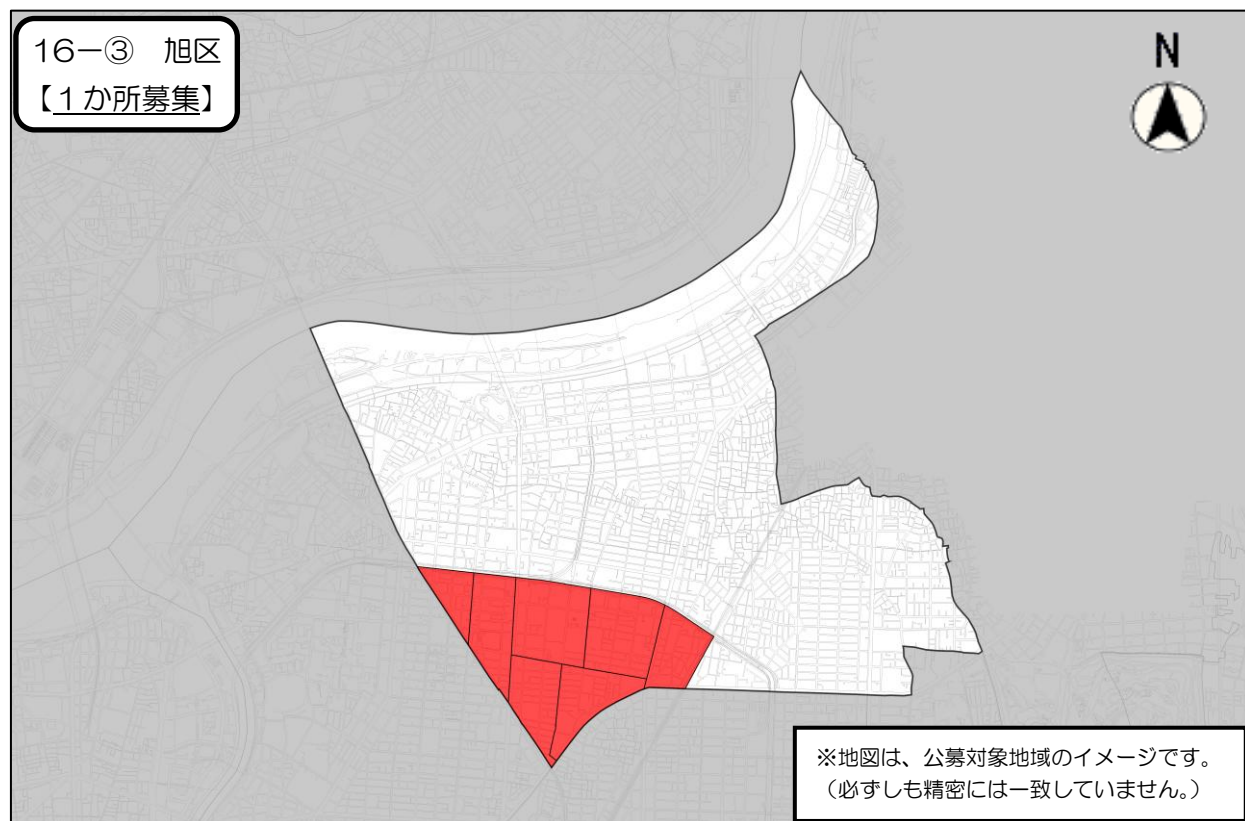 16-③ 旭区
【１か所募集】
N
※地図は、公募対象地域のイメージです。
（必ずしも精密には一致していません。）